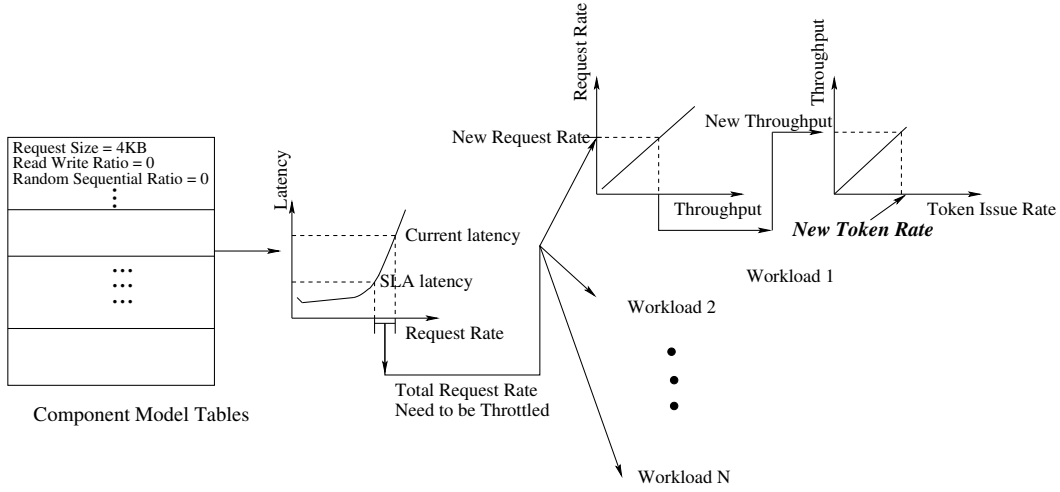 Request Size = 4KB
Read Write Ratio = 0
Random Sequential Ratio = 0
Component Model Tables
Latency
Current latency
SLA latency
Request Rate
Total Request Rate
Need to be Throttled
Request Rate
New Request Rate
Throughput
New Throughput
Throughput
Token Issue Rate
New Token Rate
Workload 1
Workload 2
Workload N